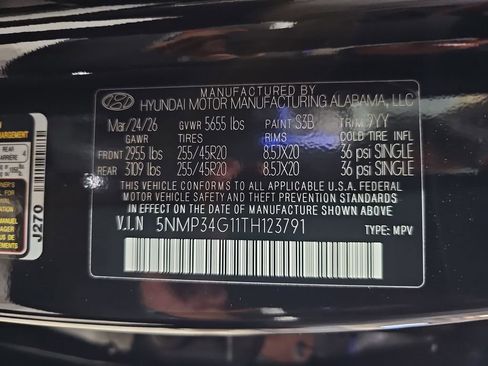 MANUFACTURED BY
HYUNDAI MOTOR MANUFACTURING ALABAMA, LLC
Mar/24/26 GVWR 5655 lbs PAINT S3B TRIM 9YY
GAWR TIRES RIMS COLD TIRE INFL.
FRONT 2955 lbs 255/45R20 8.5JX20 36 psi SINGLE
REAR 3109 lbs 255/45R20 8.5JX20 36 psi SINGLE
THIS VEHICLE CONFORMS TO ALL APPLICABLE U.S.A. FEDERAL
MOTOR VEHICLE SAFETY AND THEFT PREVENTION STANDARDS
IN EFFECT ON THE DATE OF MANUFACTURE SHOWN ABOVE.
V.I.N 5NMP34G11TH123791 TYPE: MPV
REAR
J270